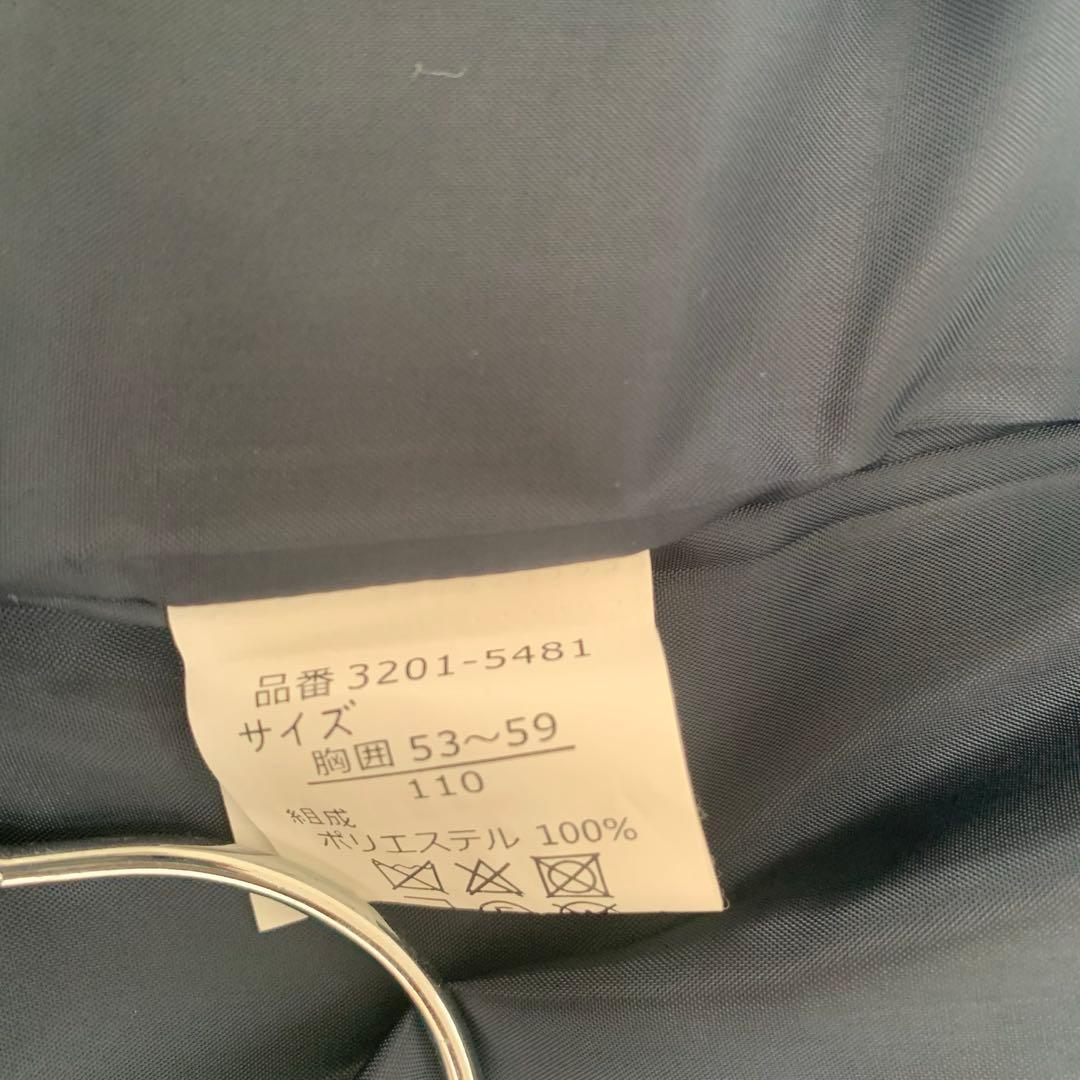 品番 3201-5481
サイズ
胸囲 53～59
110
組成
ポリエステル 100%